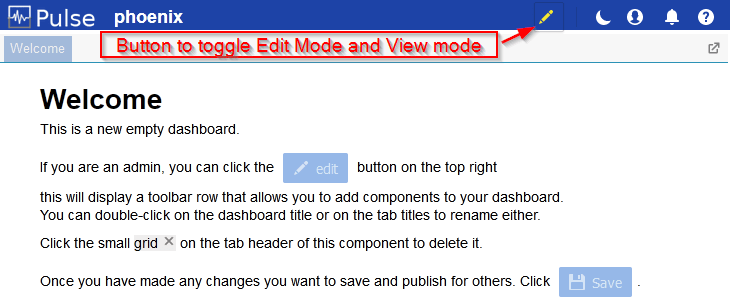 Pulse phoenix
Welcome
Button to toggle Edit Mode and View mode
Welcome
This is a new empty dashboard.
If you are an admin, you can click the edit button on the top right
this will display a toolbar row that allows you to add components to your dashboard.
You can double-click on the dashboard title or on the tab titles to rename either.
Click the small grid × on the tab header of this component to delete it.
Once you have made any changes you want to save and publish for others. Click Save .